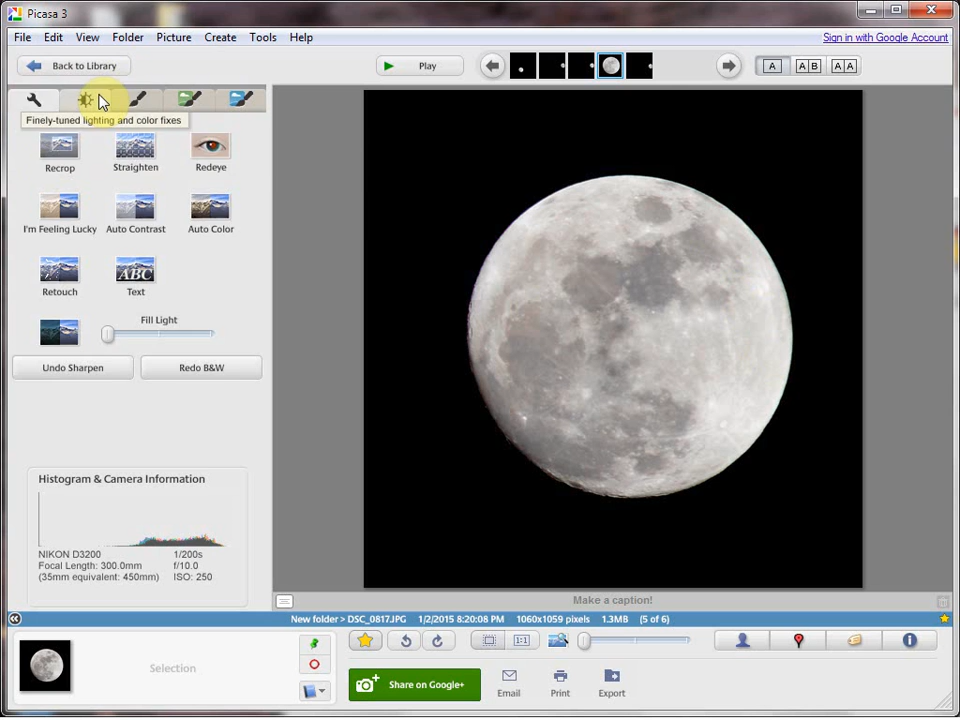 Picasa 3
File Edit View Folder Picture Create Tools Help
Sign in with Google Account
Back to Library
Play
A
A B
A A
Finely-tuned lighting and color fixes
Recrop
Straighten
Redeye
I'm Feeling Lucky
Auto Contrast
Auto Color
Retouch
ABC
Text
Fill Light
Undo Sharpen
Redo B&W
Histogram & Camera Information
NIKON D3200 1/200s
Focal Length: 300.0mm f/10.0
(35mm equivalent: 450mm) ISO: 250
Make a caption!
New folder > DSC_0817.JPG 1/2/2015 8:20:08 PM 1060x1059 pixels 1.3MB (5 of 6)
1:1
Selection
Share on Google+
Email
Print
Export